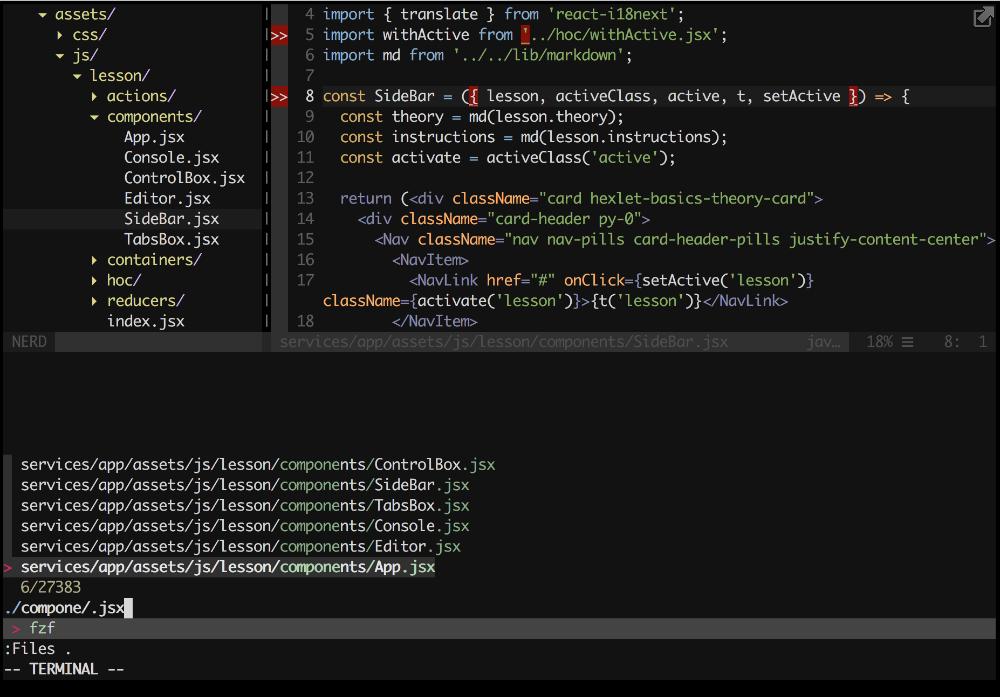 assets/
css/
js/
lesson/
actions/
components/
App.jsx
Console.jsx
ControlBox.jsx
Editor.jsx
SideBar.jsx
TabsBox.jsx
containers/
hoc/
reducers/
index.jsx
NERD
4 import { translate } from 'react-i18next';
>> 5 import withActive from '../hoc/withActive.jsx';
6 import md from '../../lib/markdown';
7
>> 8 const SideBar = ({ lesson, activeClass, active, t, setActive }) => {
9 const theory = md(lesson.theory);
10 const instructions = md(lesson.instructions);
11 const activate = activeClass('active');
12
13 return (<div className="card hexlet-basics-theory-card">
14 <div className="card-header py-0">
15 <Nav className="nav nav-pills card-header-pills justify-content-center">
16 <NavItem>
17 <NavLink href="#" onClick={setActive('lesson')}
className={activate('lesson')}>{t('lesson')}</NavLink>
18 </NavItem>
services/app/assets/js/lesson/components/SideBar.jsx jav… 18% ☰ 8: 1
services/app/assets/js/lesson/components/ControlBox.jsx
services/app/assets/js/lesson/components/SideBar.jsx
services/app/assets/js/lesson/components/TabsBox.jsx
services/app/assets/js/lesson/components/Console.jsx
services/app/assets/js/lesson/components/Editor.jsx
> services/app/assets/js/lesson/components/App.jsx
6/27383
./compone/.jsx
> fzf
:Files .
-- TERMINAL --